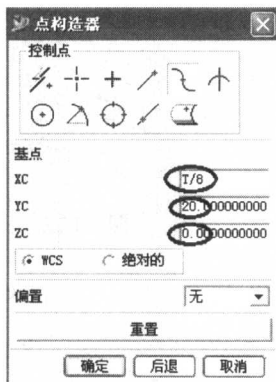 点构造器
控制点
基点
XC T/8
YC 20.000000000
ZC 0.0000000000
WCS 绝对的
偏置 无
重置
确定 后退 取消